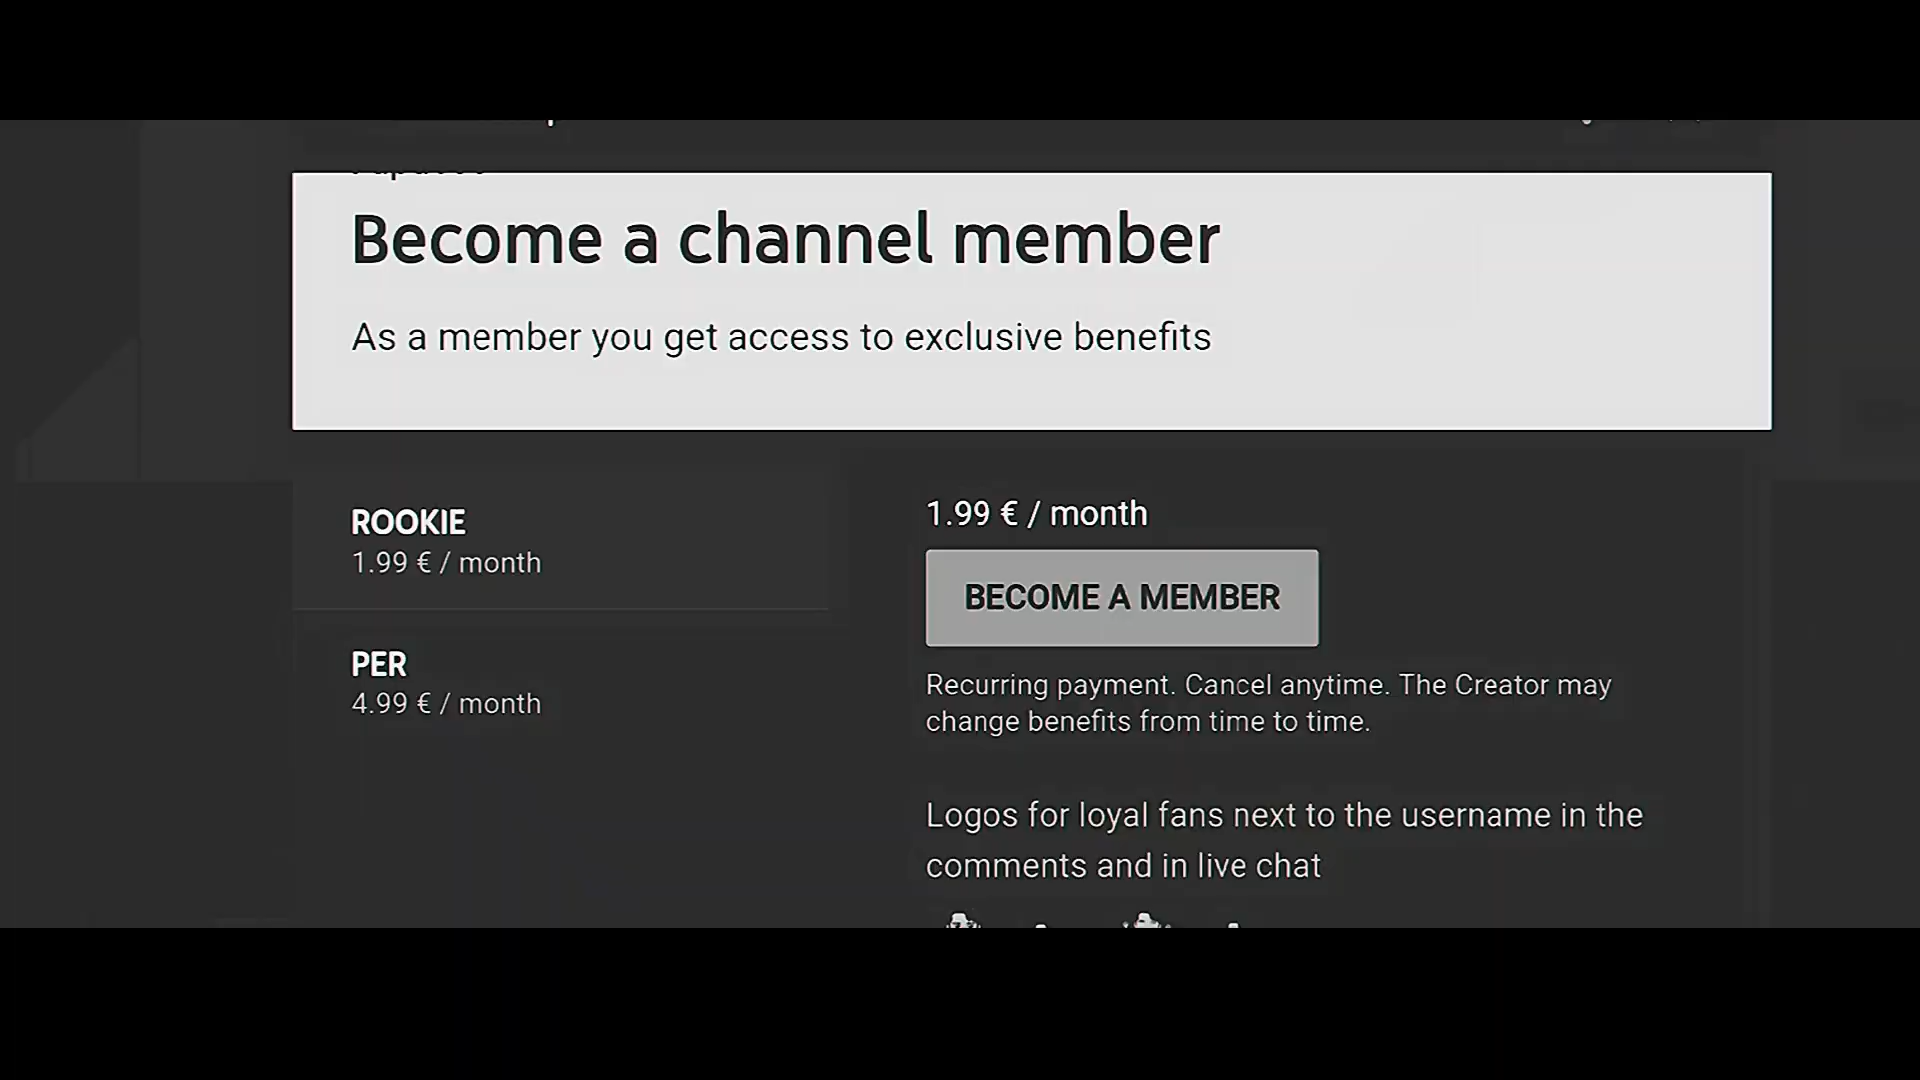 Become a channel member
As a member you get access to exclusive benefits
ROOKIE
1.99 € / month
PER
4.99 € / month
1.99 € / month
BECOME A MEMBER
Recurring payment. Cancel anytime. The Creator may
change benefits from time to time.
Logos for loyal fans next to the username in the
comments and in live chat